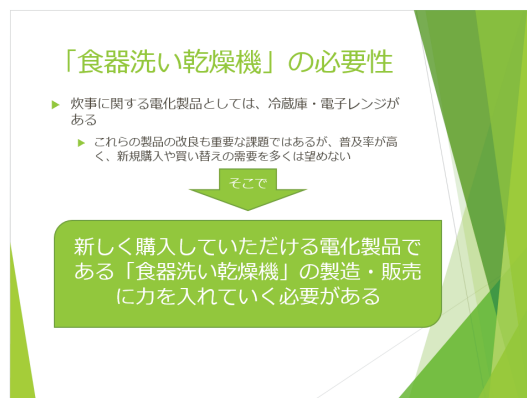 「食器洗い乾燥機」の必要性
炊事に関する電化製品としては、冷蔵庫・電子レンジが
ある
これらの製品の改良も重要な課題ではあるが、普及率が高
く、新規購入や買い替えの需要を多くは望めない
そこで
新しく購入していただける電化製品で
ある「食器洗い乾燥機」の製造・販売
に力を入れていく必要がある